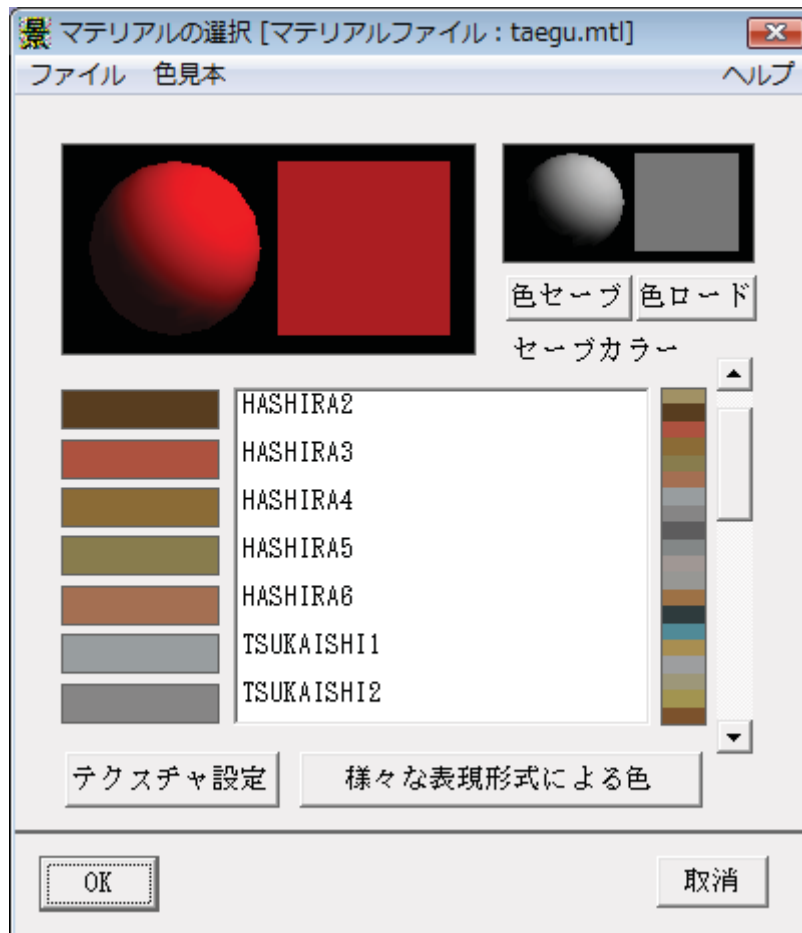 景 マテリアルの選択 [マテリアルファイル : taegu.mtl]
ファイル 色見本 ヘルプ
色セーブ 色ロード
セーブカラー
HASHIRA2
HASHIRA3
HASHIRA4
HASHIRA5
HASHIRA6
TSUKAISHI1
TSUKAISHI2
テクスチャ設定 様々な表現形式による色
OK 取消